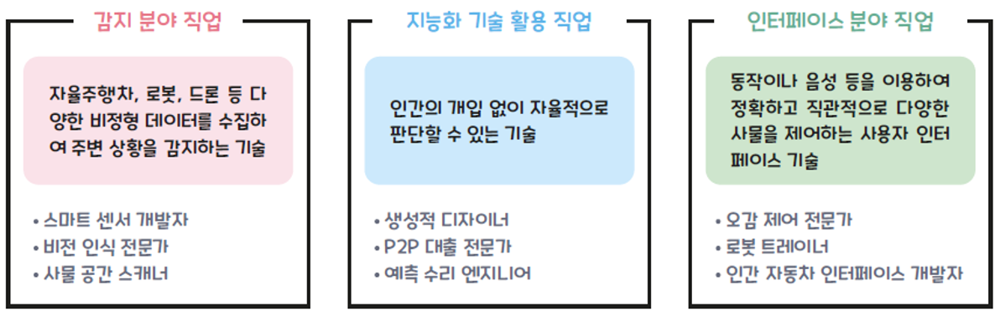 감지 분야 직업
자율주행차, 로봇, 드론 등 다
양한 비정형 데이터를 수집하
여 주변 상황을 감지하는 기술
• 스마트 센서 개발자
• 비전 인식 전문가
• 사물 공간 스캐너
지능화 기술 활용 직업
인간의 개입 없이 자율적으로
판단할 수 있는 기술
• 생성적 디자이너
• P2P 대출 전문가
• 예측 수리 엔지니어
인터페이스 분야 직업
동작이나 음성 등을 이용하여
정확하고 직관적으로 다양한
사물을 제어하는 사용자 인터
페이스 기술
• 오감 제어 전문가
• 로봇 트레이너
• 인간 자동차 인터페이스 개발자